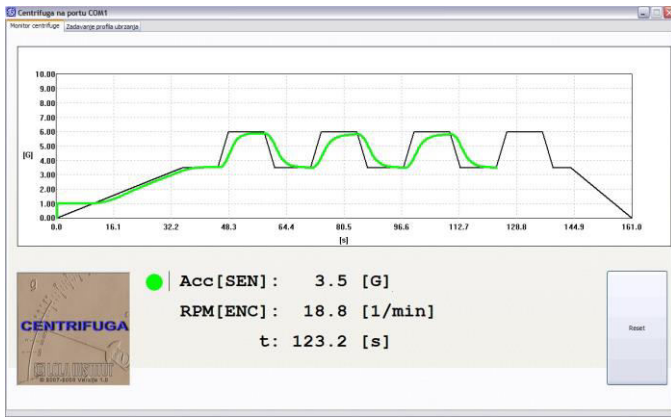 Centrifuga na portu COM1
Monitor centrifuge Zadavanje profila ubrzanja
10.00
9.00
8.00
7.00
6.00
5.00
4.00
3.00
2.00
1.00
0.00
[G]
0.0 16.1 32.2 48.3 64.4 80.5 96.6 112.7 128.8 144.9 161.0
[s]
Acc[SEN]: 3.5 [G]
RPM[ENC]: 18.8 [1/min]
t: 123.2 [s]
g
CENTRIFUGA
Reset